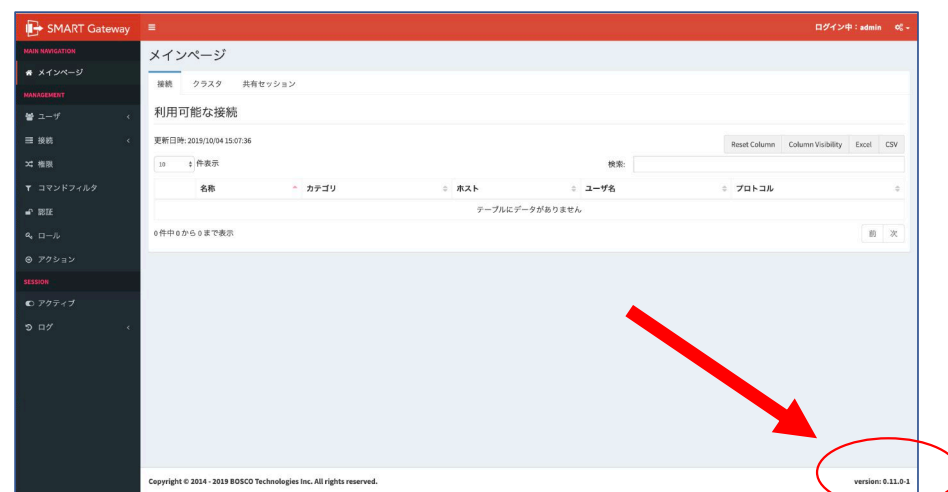 SMART Gateway
ログイン中：admin
MAIN NAVIGATION
メインページ
MANAGEMENT
ユーザ
接続
権限
コマンドフィルタ
認証
ロール
アクション
SESSION
アクティブ
ログ
メインページ
接続 クラスタ 共有セッション
利用可能な接続
更新日時: 2019/10/04 15:07:36
Reset Column Column Visibility Excel CSV
10 件表示
検索:
名称 カテゴリ ホスト ユーザ名 プロトコル
テーブルにデータがありません
0 件中 0 から 0 まで表示
前 次
Copyright © 2014 - 2019 BOSCO Technologies Inc. All rights reserved.
version: 0.11.0-1